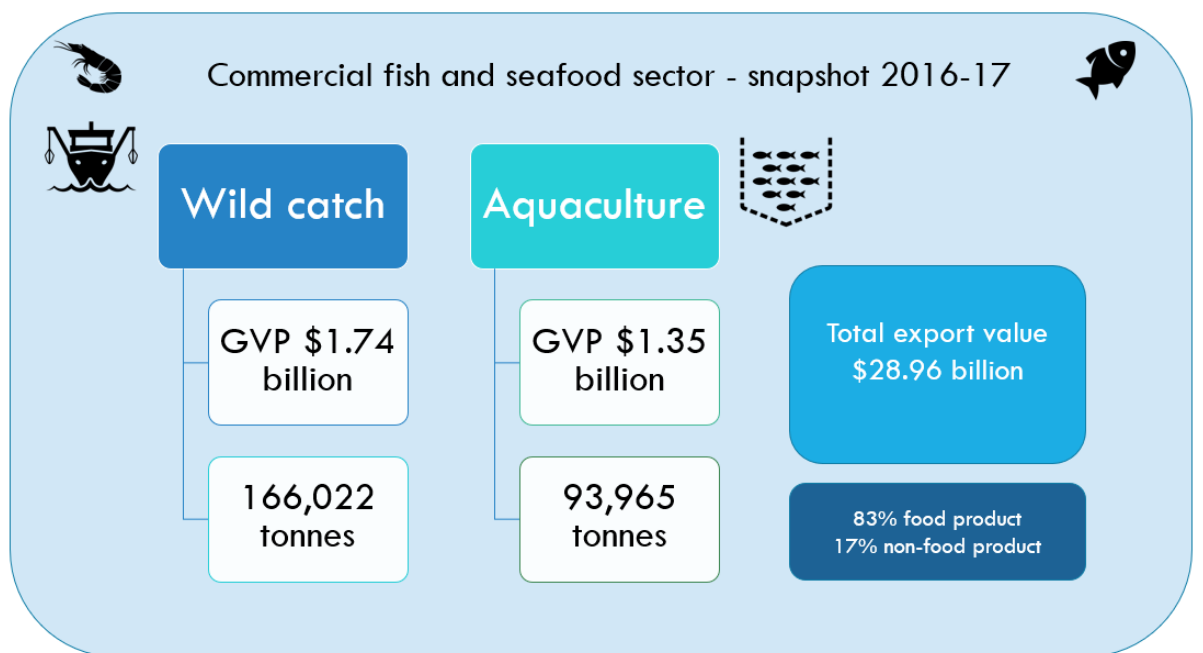 Commercial fish and seafood sector - snapshot 2016-17
Wild catch
GVP $1.74
billion
166,022
tonnes
Aquaculture
GVP $1.35
billion
93,965
tonnes
Total export value
$28.96 billion
83% food product
17% non-food product